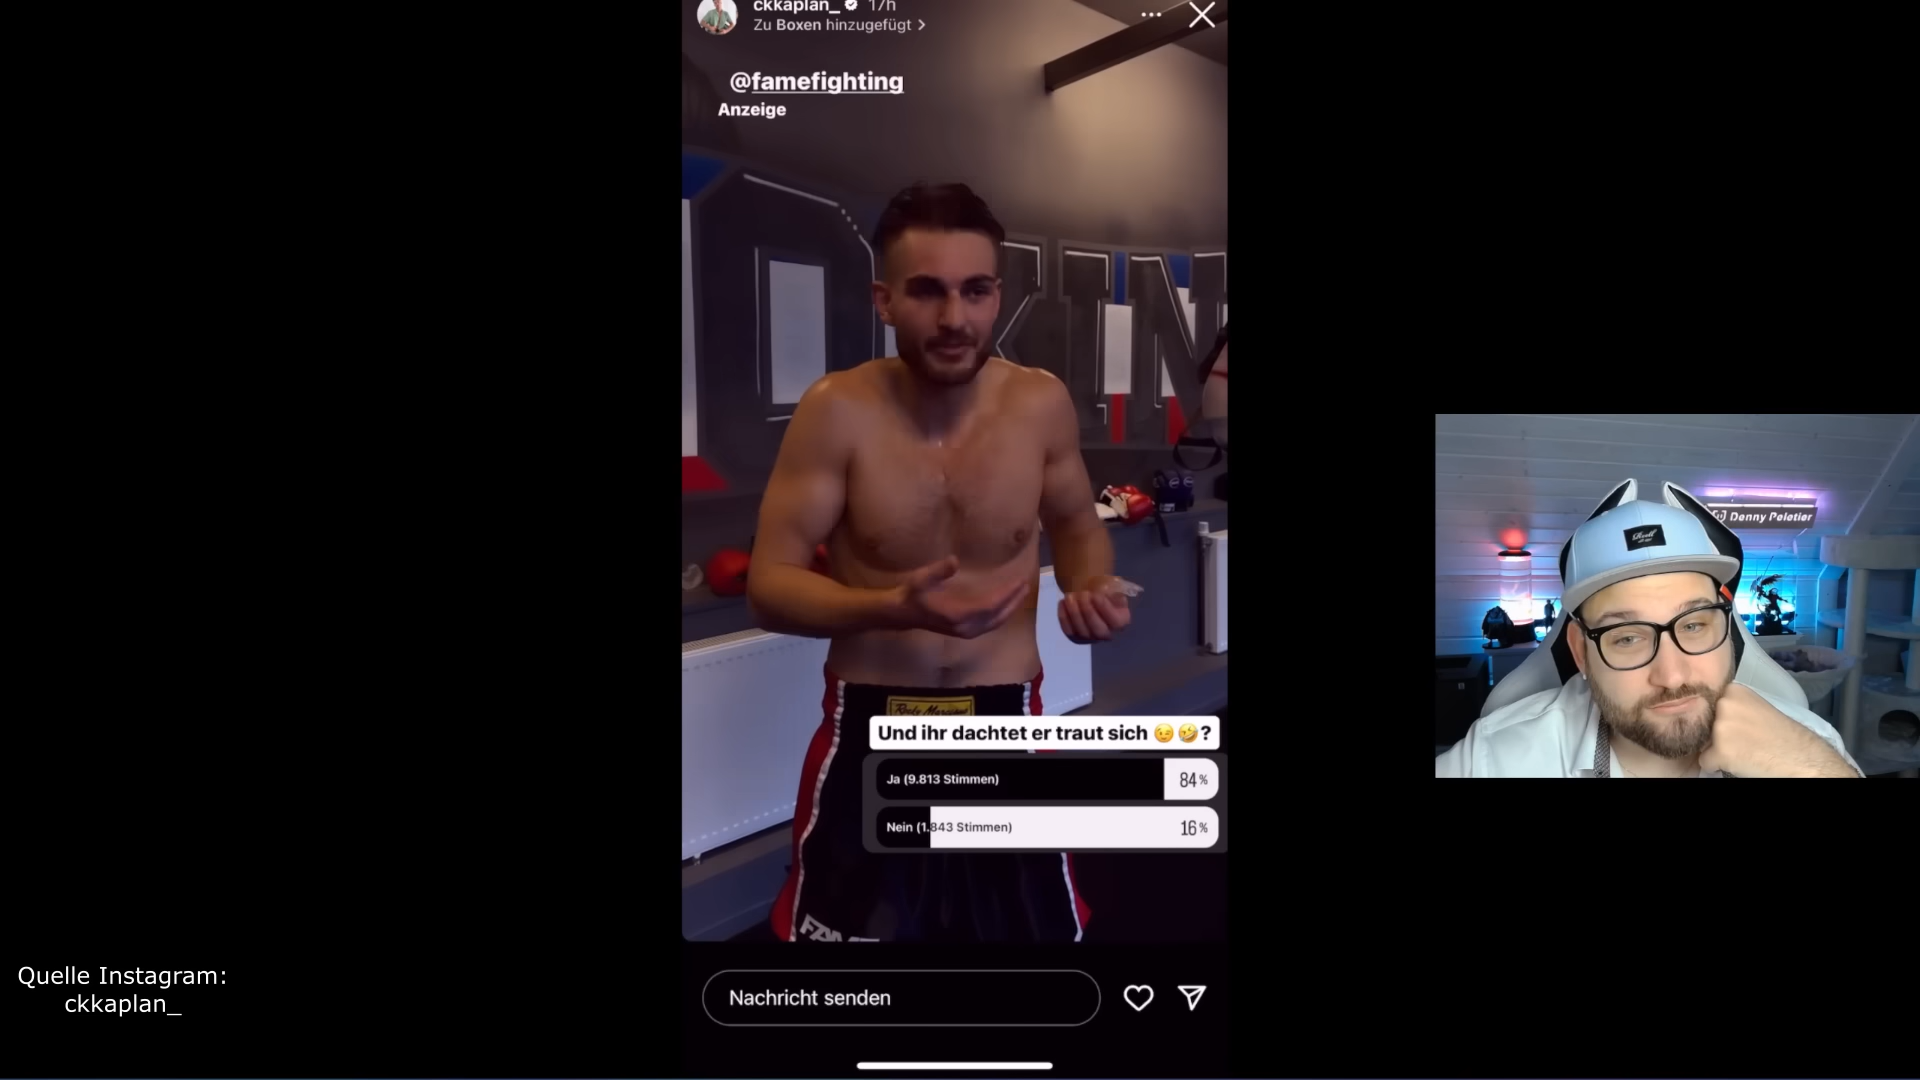 ckkaplan_ 17h
Zu Boxen hinzugefügt
@famefighting
Anzeige
Denny Peletier
Und ihr dachtet er traut sich 😉🤣?
Ja (9.813 Stimmen) 84%
Nein (1.843 Stimmen) 16%
Quelle Instagram:
ckkaplan_
Nachricht senden